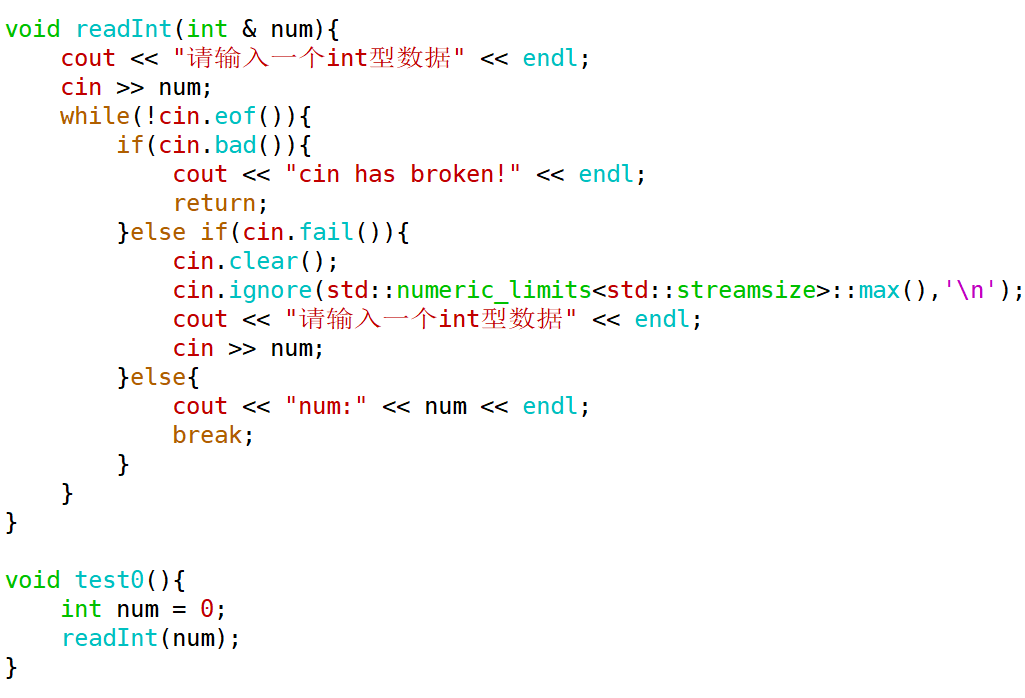 void readInt(int & num){
    cout << "请输入一个int型数据" << endl;
    cin >> num;
    while(!cin.eof()){
        if(cin.bad()){
            cout << "cin has broken!" << endl;
            return;
        }else if(cin.fail()){
            cin.clear();
            cin.ignore(std::numeric_limits<std::streamsize>::max(),'\n');
            cout << "请输入一个int型数据" << endl;
            cin >> num;
        }else{
            cout << "num:" << num << endl;
            break;
        }
    }
}

void test0(){
    int num = 0;
    readInt(num);
}